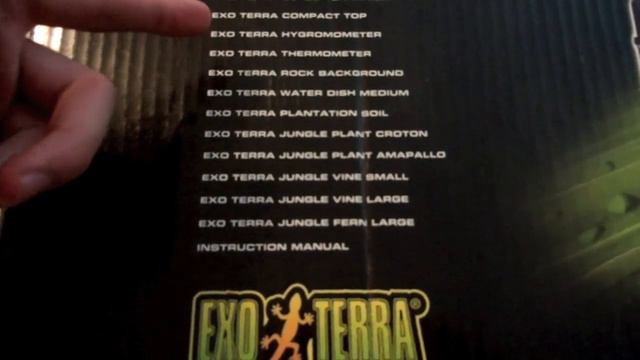 EXO TERRA COMPACT TOP
EXO TERRA HYGROMOMETER
EXO TERRA THERMOMETER
EXO TERRA ROCK BACKGROUND
EXO TERRA WATER DISH MEDIUM
EXO TERRA PLANTATION SOIL
EXO TERRA JUNGLE PLANT CROTON
EXO TERRA JUNGLE PLANT AMAPALLO
EXO TERRA JUNGLE VINE SMALL
EXO TERRA JUNGLE VINE LARGE
EXO TERRA JUNGLE FERN LARGE
INSTRUCTION MANUAL
EXO TERRA®